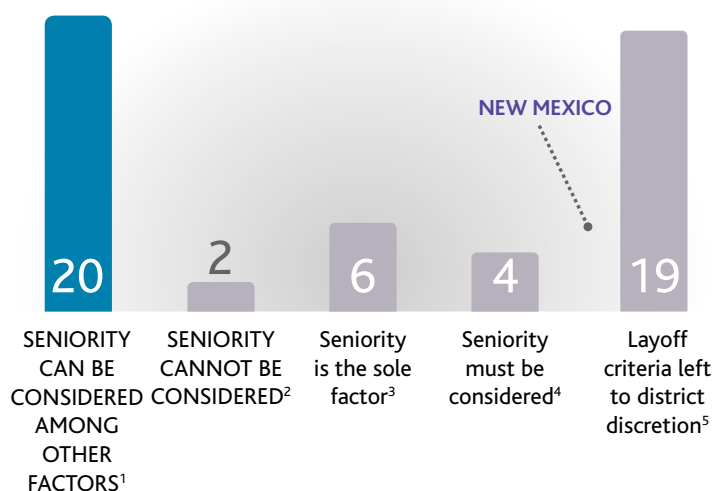 NEW MEXICO
20
2
6
4
19
SENIORITY
CAN BE
CONSIDERED
AMONG
OTHER
FACTORS¹
SENIORITY
CANNOT BE
CONSIDERED²
Seniority
is the sole
factor³
Seniority
must be
considered⁴
Layoff
criteria left
to district
discretion⁵